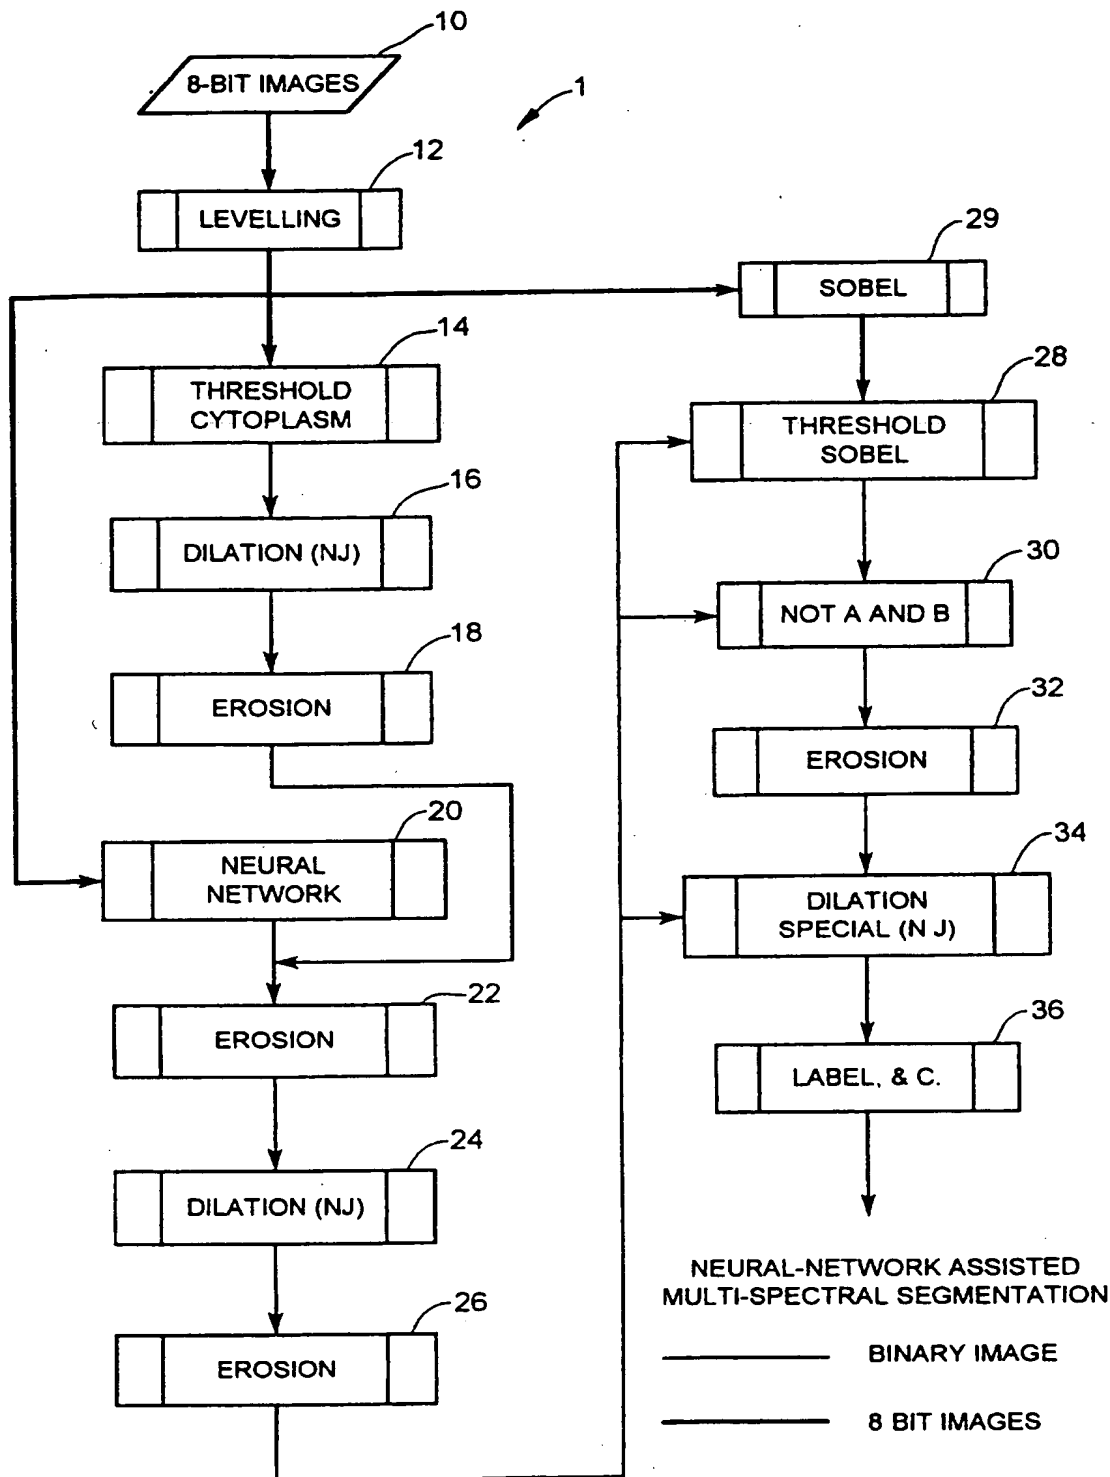 10
8-BIT IMAGES
1
12
LEVELLING
14
THRESHOLD
CYTOPLASM
16
DILATION (NJ)
18
EROSION
20
NEURAL
NETWORK
22
EROSION
24
DILATION (NJ)
26
EROSION
29
SOBEL
28
THRESHOLD
SOBEL
30
NOT A AND B
32
EROSION
34
DILATION
SPECIAL (N J)
36
LABEL, & C.
NEURAL-NETWORK ASSISTED
MULTI-SPECTRAL SEGMENTATION
BINARY IMAGE
8 BIT IMAGES